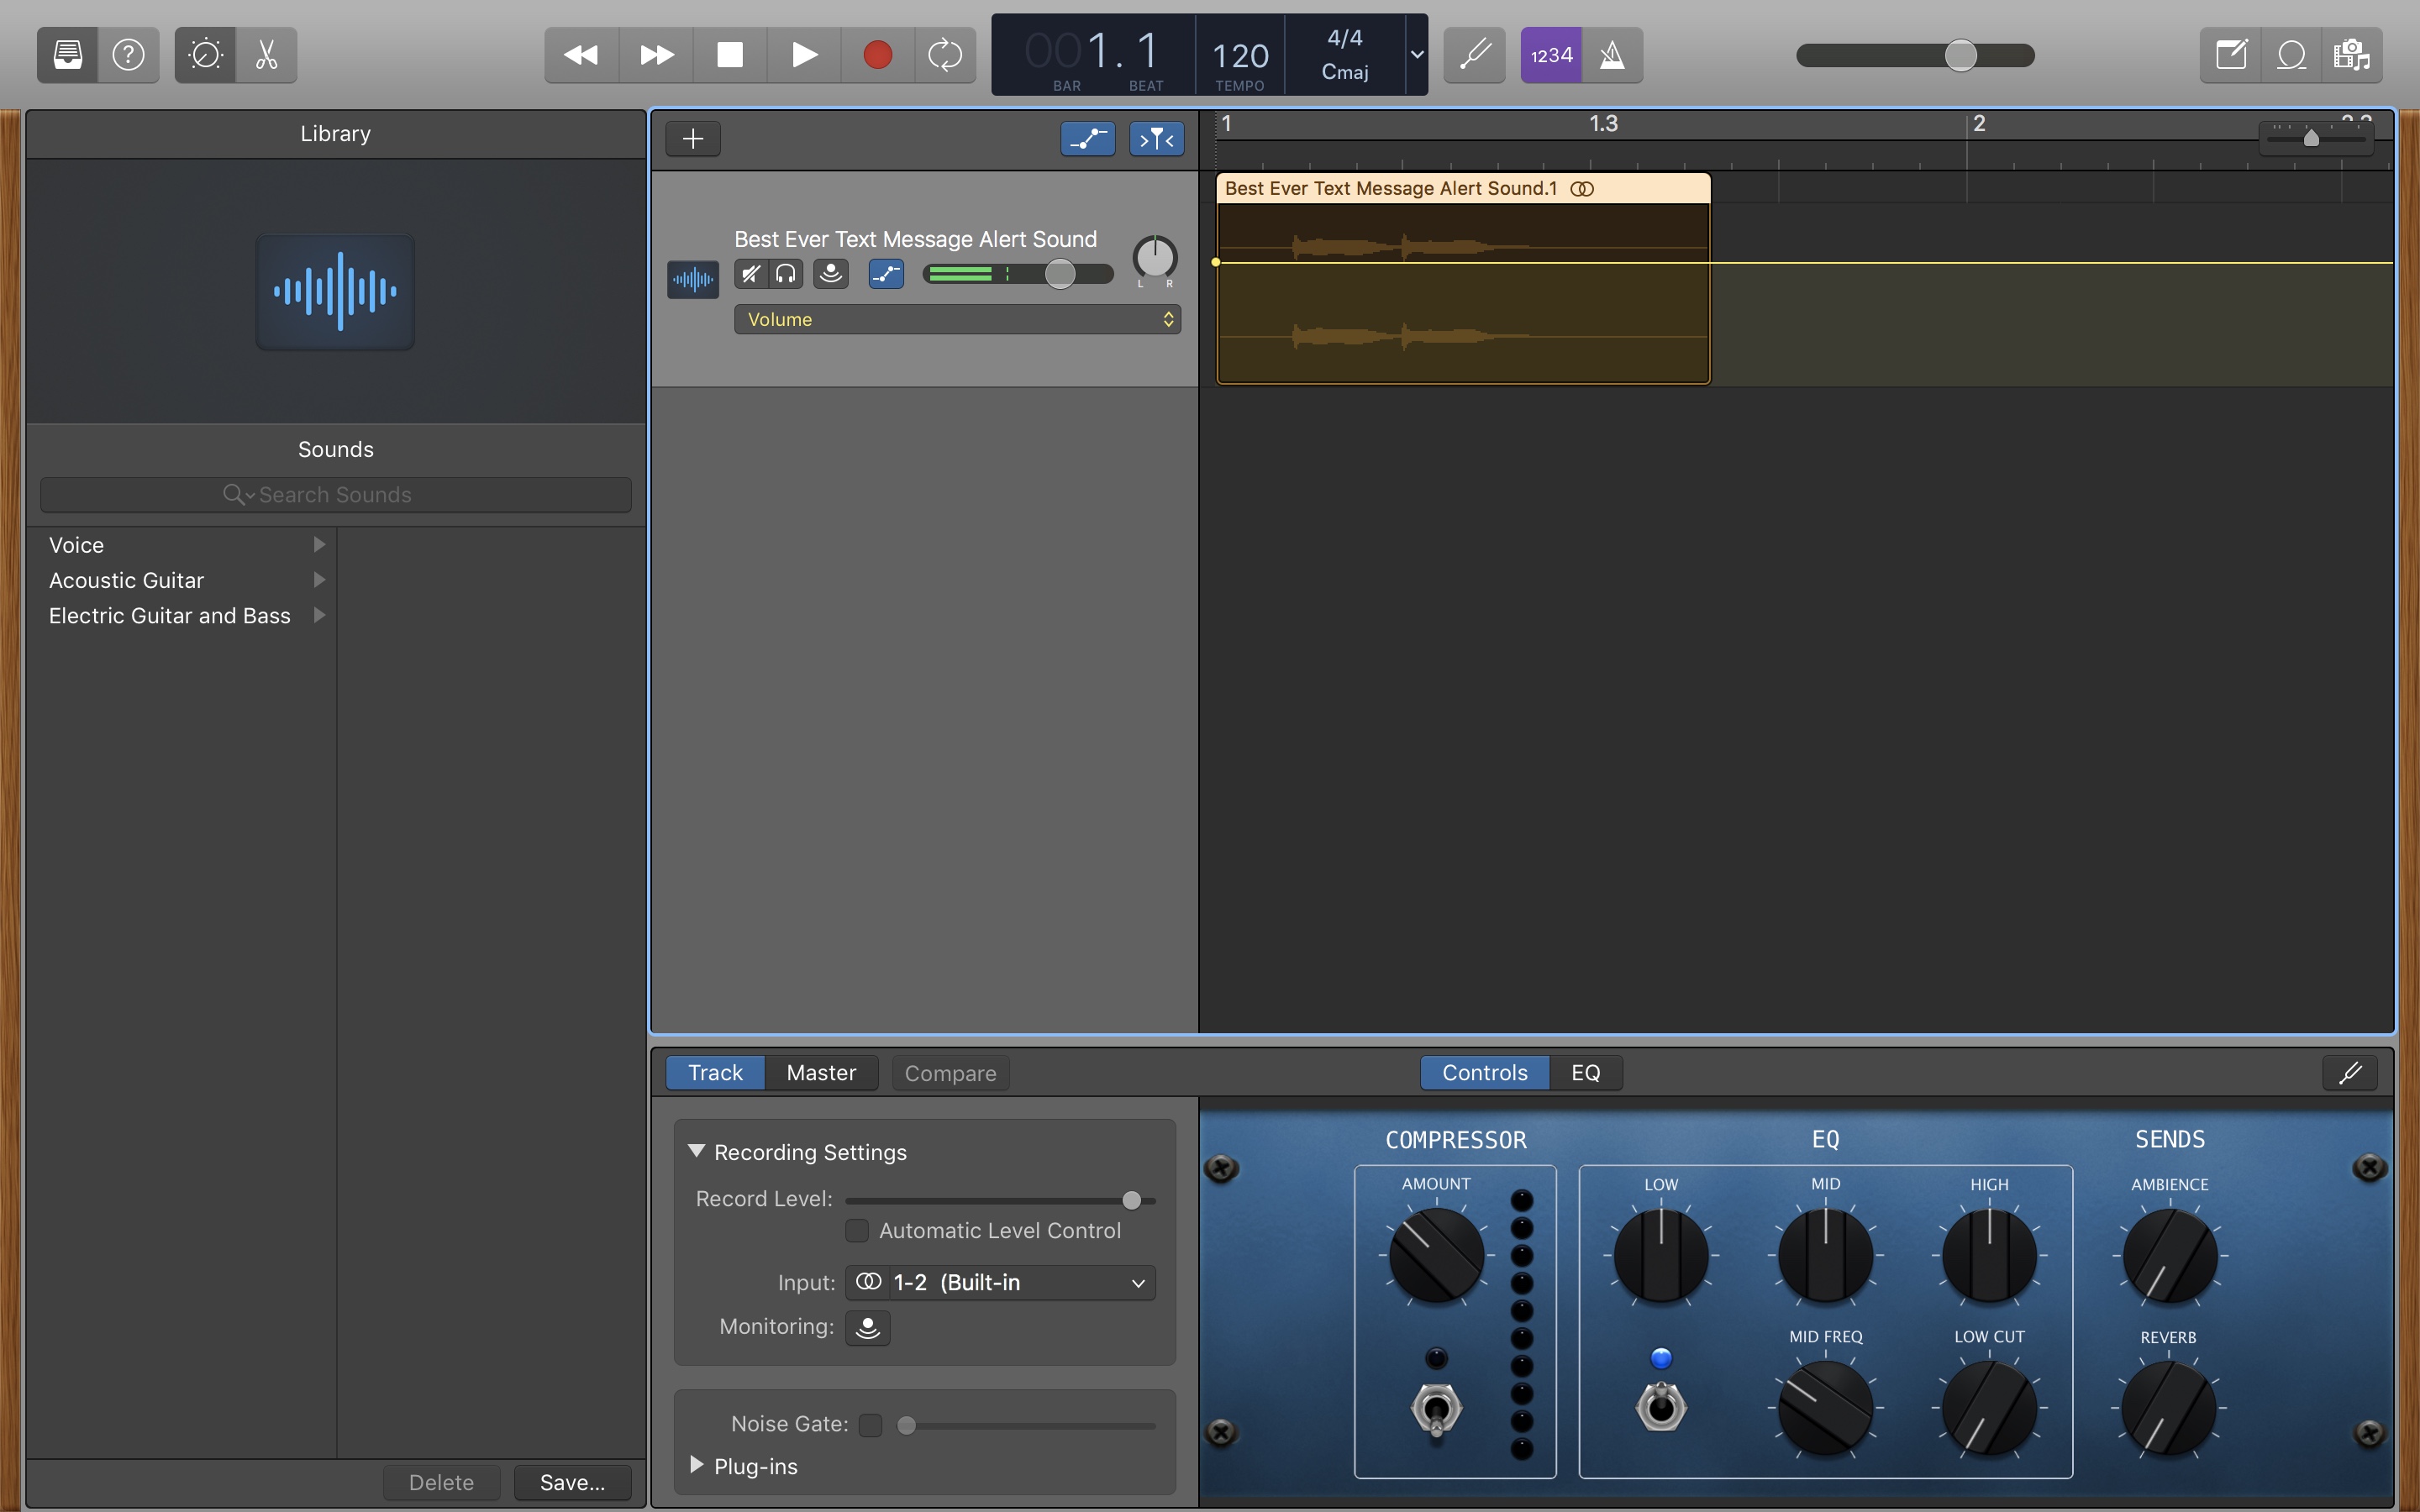 001. 1
BAR
BEAT
120
TEMPO
4/4
Cmaj
1234
Library
Sounds
Search Sounds
Voice
Acoustic Guitar
Electric Guitar and Bass
Delete
Save...
1
1.3
2
Best Ever Text Message Alert Sound
L R
Volume
Best Ever Text Message Alert Sound.1
Track
Master
Compare
Controls
EQ
Recording Settings
Record Level:
Automatic Level Control
Input: 1-2 (Built-in
Monitoring:
Noise Gate:
Plug-ins
COMPRESSOR
AMOUNT
EQ
LOW
MID
HIGH
MID FREQ
LOW CUT
SENDS
AMBIENCE
REVERB